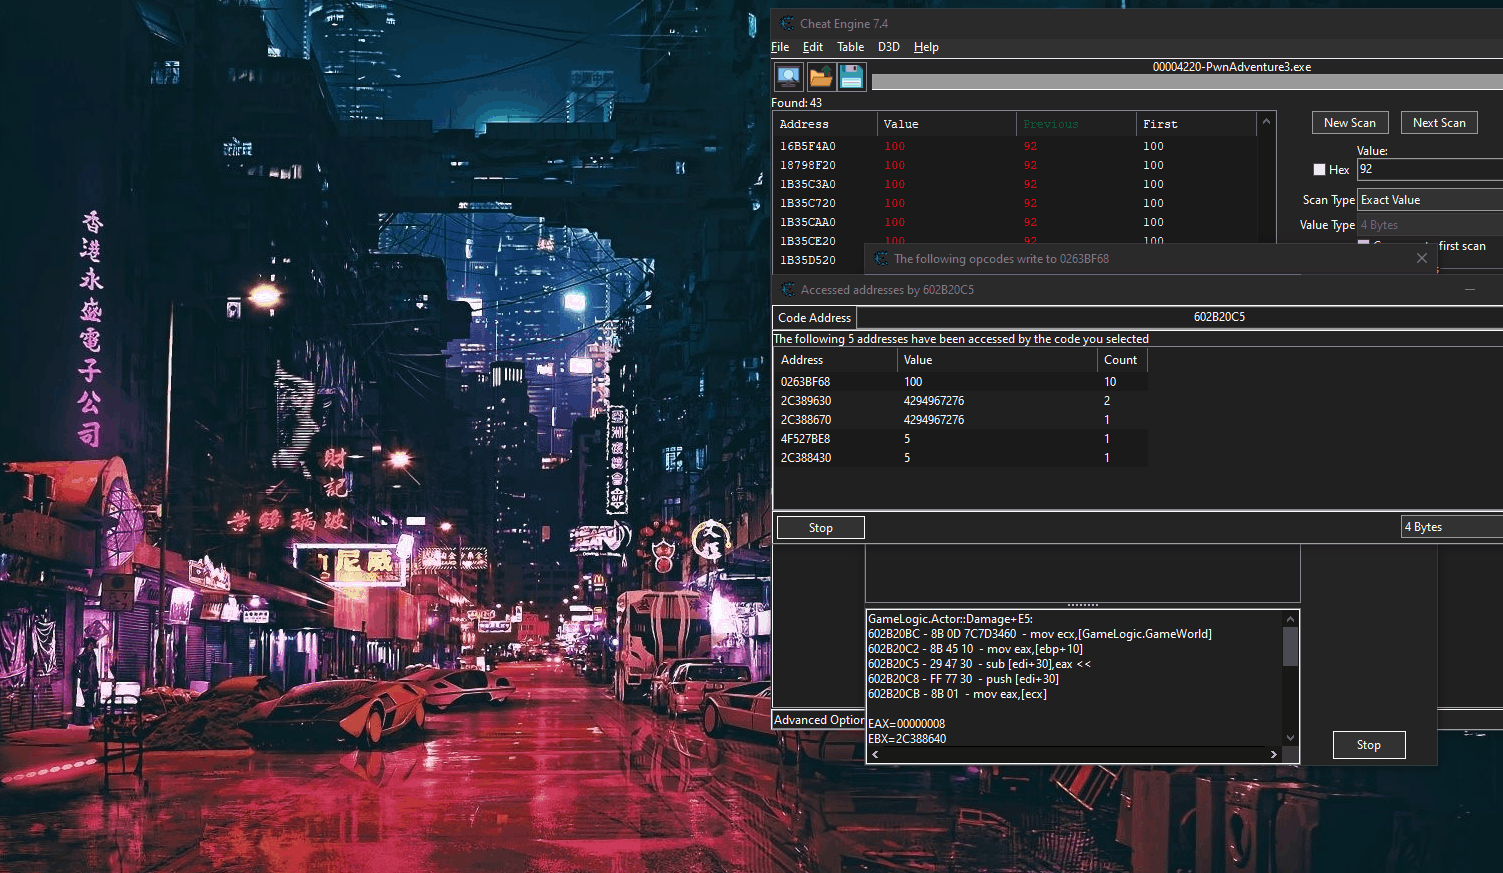 Cheat Engine 7.4
File Edit Table D3D Help
00004220-PwnAdventure3.exe
Found: 43
Address Value Previous First
16B5F4A0 100 92 100
18798F20 100 92 100
1B35C3A0 100 92 100
1B35C720 100 92 100
1B35CAA0 100 92 100
1B35CE20 100 92 100
1B35D520 100
New Scan Next Scan
Value:
Hex 92
Scan Type Exact Value
Value Type 4 Bytes
first scan
The following opcodes write to 0263BF68
Accessed addresses by 602B20C5
Code Address 602B20C5
The following 5 addresses have been accessed by the code you selected
Address Value Count
0263BF68 100 10
2C389630 4294967276 2
2C388670 4294967276 1
4F527BE8 5 1
2C388430 5 1
Stop 4 Bytes
GameLogic.Actor::Damage+E5:
602B20BC - 8B 0D 7C7D3460 - mov ecx,[GameLogic.GameWorld]
602B20C2 - 8B 45 10 - mov eax,[ebp+10]
602B20C5 - 29 47 30 - sub [edi+30],eax <<
602B20C8 - FF 77 30 - push [edi+30]
602B20CB - 8B 01 - mov eax,[ecx]
EAX=00000008
EBX=2C388640
Advanced Option
Stop
香港永盛電子公司
財記
玻璃鐘業
尼威